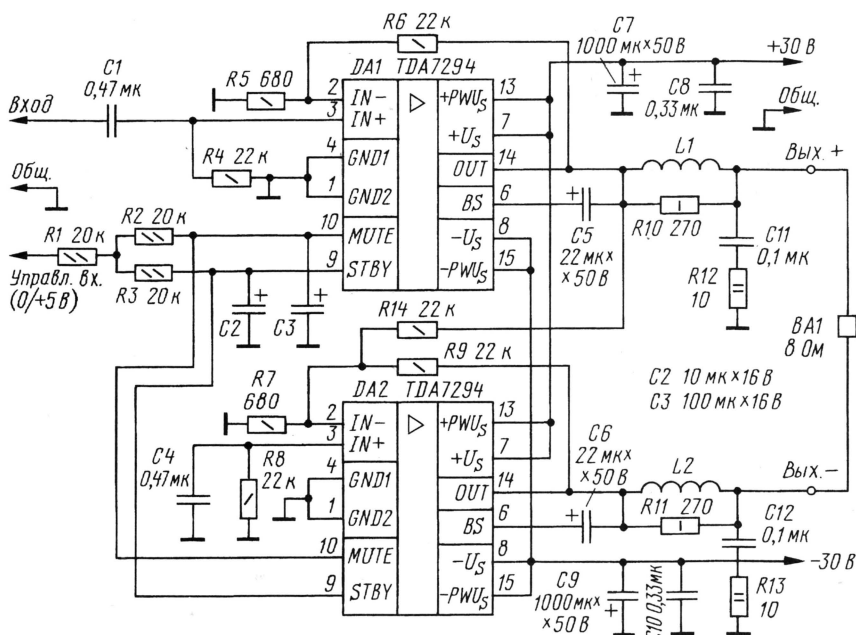 R6 22 к
C7
1000 мк×50 В
+30 В
C1
0,47 мк
DA1 TDA7294
R5 680
C8
0,33 мк
Вход
2 IN-
3 IN+
4 GND1
1 GND2
10 MUTE
9 STBY
+PWUS 13
+US 7
OUT 14
BS 6
-US 8
-PWUS 15
Общ.
R4 22 к
L1
Вых. +
Общ.
R1 20 к
R2 20 к
R3 20 к
Управл. вх.
(0/+5 В)
C5
22 мк×
×50 В
R10 270
C11
0,1 мк
R12
10
C2
C3
R14 22 к
R9 22 к
BA1
8 Ом
C2 10 мк×16 В
C3 100 мк×16 В
R7
680
DA2 TDA7294
C4
0,47 мк
R8
22 к
2 IN-
3 IN+
4 GND1
1 GND2
10 MUTE
9 STBY
+PWUS 13
+US 7
OUT 14
BS 6
-US 8
-PWUS 15
C6
22 мк×
×50 В
L2
Вых.-
R11 270
C12
0,1 мк
-30 В
C9
1000 мк×
×50 В
C10 0,33 мк
R13
10